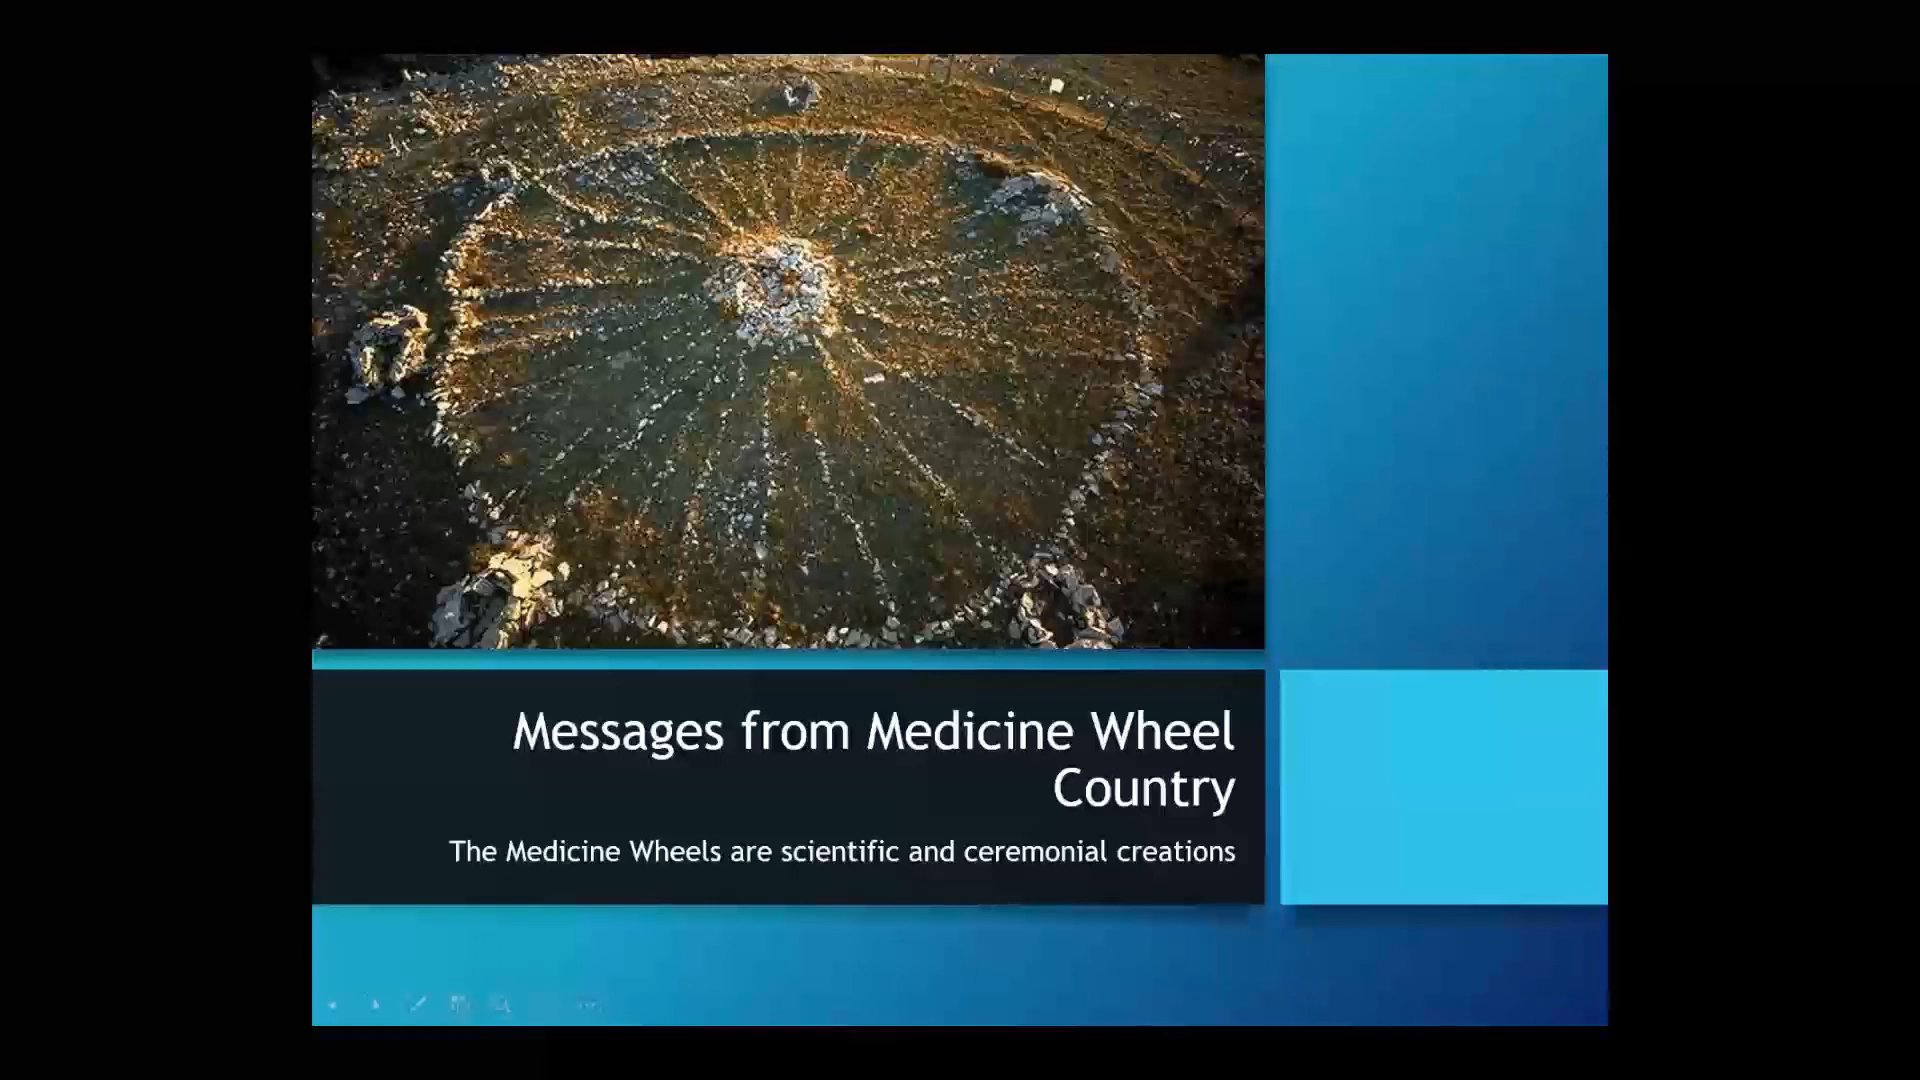 Messages from Medicine Wheel
Country
The Medicine Wheels are scientific and ceremonial creations